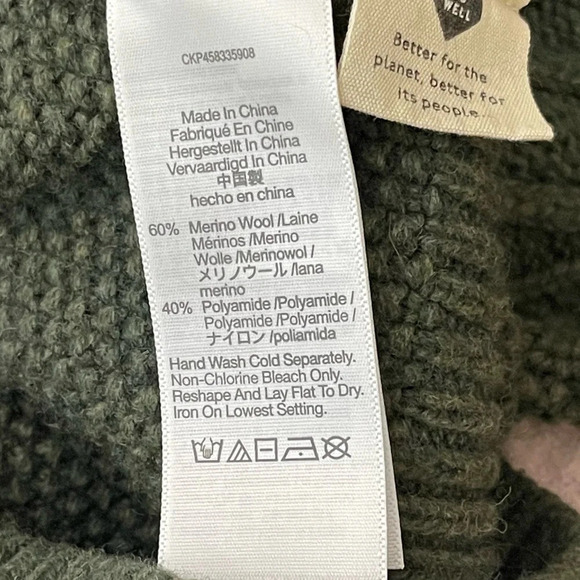 CKP458335908
Made In China
Fabriqué En Chine
Hergestellt In China
Vervaardigd In China
中国製
hecho en china
60% Merino Wool /Laine
Mérinos /Merino
Wolle /Merinowol /
メリノウール /lana
merino
40% Polyamide /Polyamide /
Polyamide /Polyamide /
ナイロン /poliamida
Hand Wash Cold Separately.
Non-Chlorine Bleach Only.
Reshape And Lay Flat To Dry.
Iron On Lowest Setting.
WELL
Better for the
planet, better for
its people.